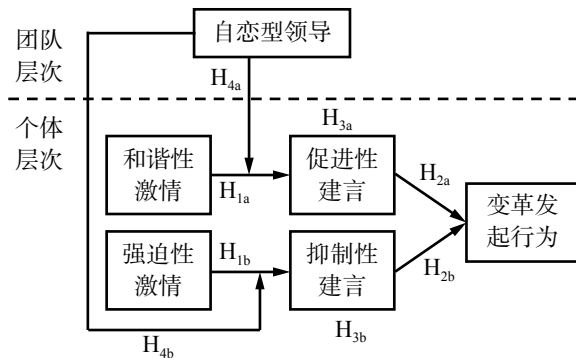 团队
层次
自恋型领导
H4a
个体
层次
H3a
和谐性
激情
H1a
促进性
建言
H2a
变革发
起行为
强迫性
激情
H1b
抑制性
建言
H2b
H3b
H4b